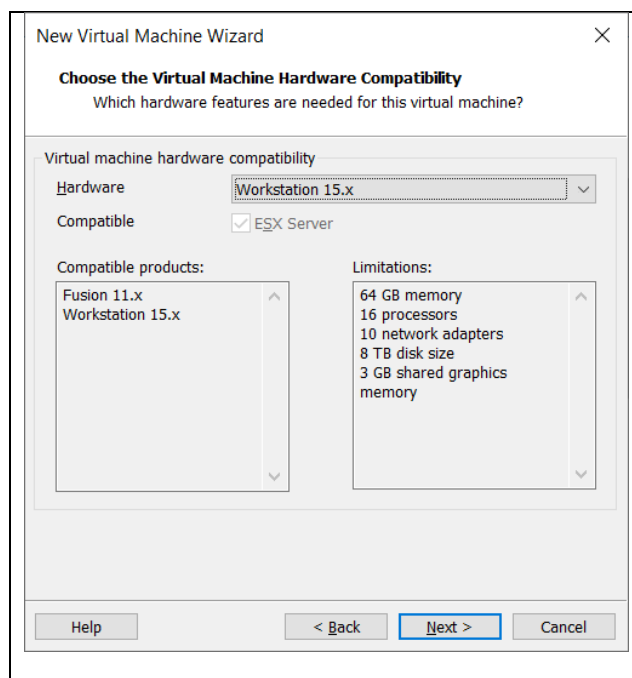 New Virtual Machine Wizard
Choose the Virtual Machine Hardware Compatibility
Which hardware features are needed for this virtual machine?
Virtual machine hardware compatibility
Hardware
Workstation 15.x
Compatible
ESX Server
Compatible products:
Fusion 11.x
Workstation 15.x
Limitations:
64 GB memory
16 processors
10 network adapters
8 TB disk size
3 GB shared graphics
memory
Help
< Back
Next >
Cancel